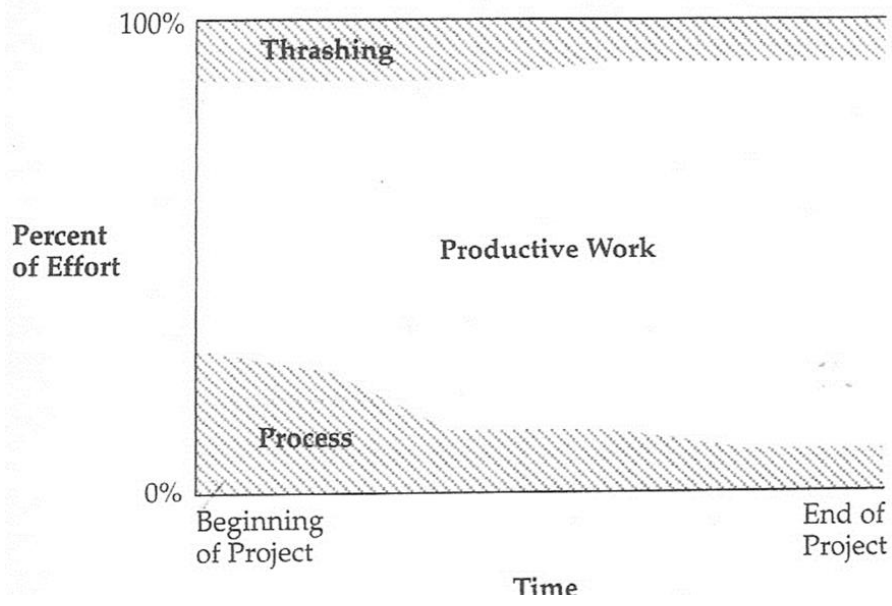 100%
Thrashing
Percent
of Effort
Productive Work
Process
0%
Beginning
of Project
End of
Project
Time